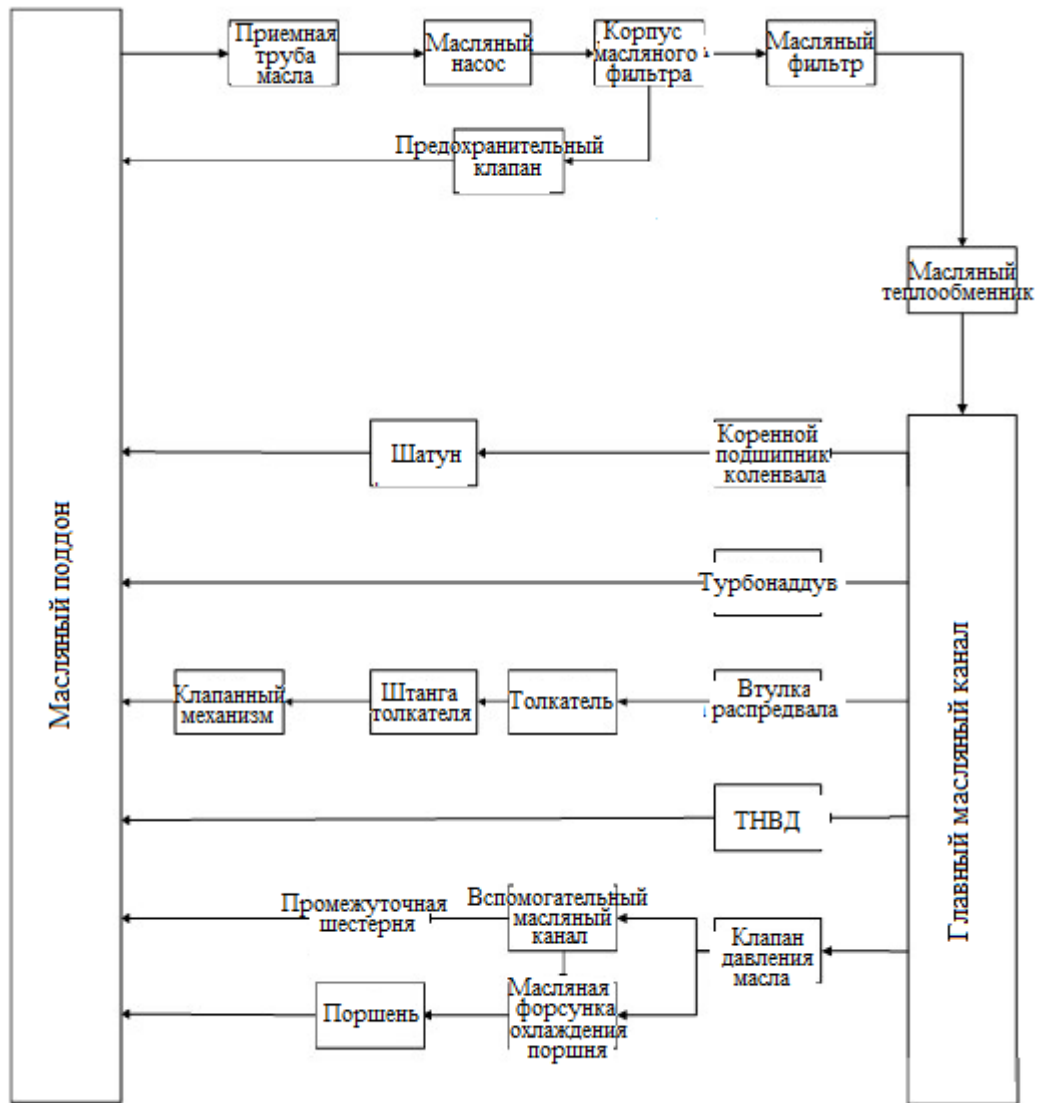 Приемная
труба
масла
Масляный
насос
Корпус
масляного
фильтра
Масляный
фильтр
Предохранительный
клапан
Масляный
теплообменник
Масляный поддон
Шатун
Коренной
подшипник
коленвала
Турбонаддув
Клапанный
механизм
Штанга
толкателя
Толкатель
Втулка
распредвала
ТНВД
Промежуточная
шестерня
Вспомогательный
масляный
канал
Клапан
давления
масла
Поршень
Масляная
форсунка
охлаждения
поршня
Главный масляный канал